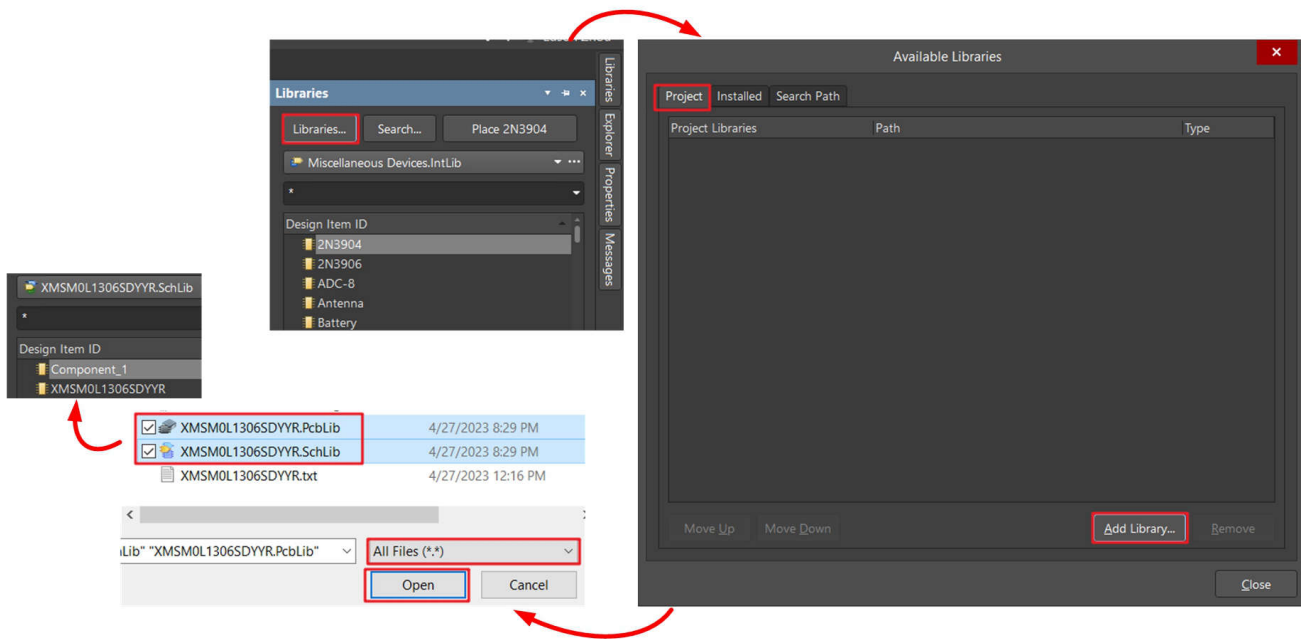 Libraries
Libraries...
Search...
Place 2N3904
Miscellaneous Devices.IntLib
*
Design Item ID
2N3904
2N3906
ADC-8
Antenna
Battery
Libraries
Explorer
Properties
Messages
Available Libraries
Project
Installed
Search Path
Project Libraries
Path
Type
Move Up
Move Down
Add Library...
Remove
Close
XMSM0L1306SDYYR.SchLib
*
Design Item ID
Component_1
XMSM0L1306SDYYR
XMSM0L1306SDYYR.PcbLib 4/27/2023 8:29 PM
XMSM0L1306SDYYR.SchLib 4/27/2023 8:29 PM
XMSM0L1306SDYYR.txt 4/27/2023 12:16 PM
Lib" "XMSM0L1306SDYYR.PcbLib"
All Files (*.*)
Open
Cancel